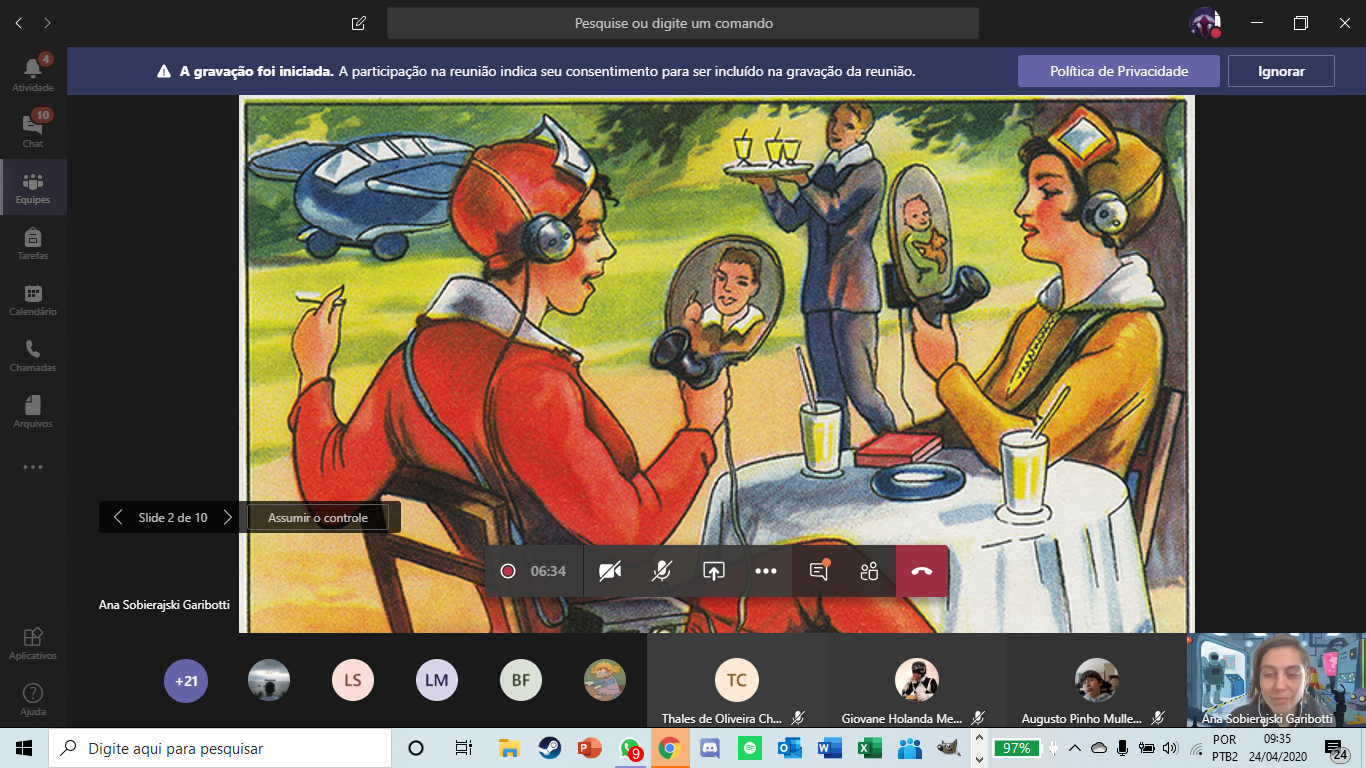 Pesquise ou digite um comando
4
Atividade
A gravação foi iniciada. A participação na reunião indica seu consentimento para ser incluído na gravação da reunião.
Política de Privacidade
Ignorar
10
Chat
Equipes
Tarefas
Calendário
Chamadas
Arquivos
Slide 2 de 10
Assumir o controle
06:34
Ana Sobierajski Garibotti
Aplicativos
Ajuda
+21
LS
LM
BF
TC
Thales de Oliveira Ch...
Giovane Holanda Me...
Augusto Pinho Mulle...
Ana Sobierajski Garibotti
Digite aqui para pesquisar
9
97%
POR
PTB2
09:35
24/04/2020
24